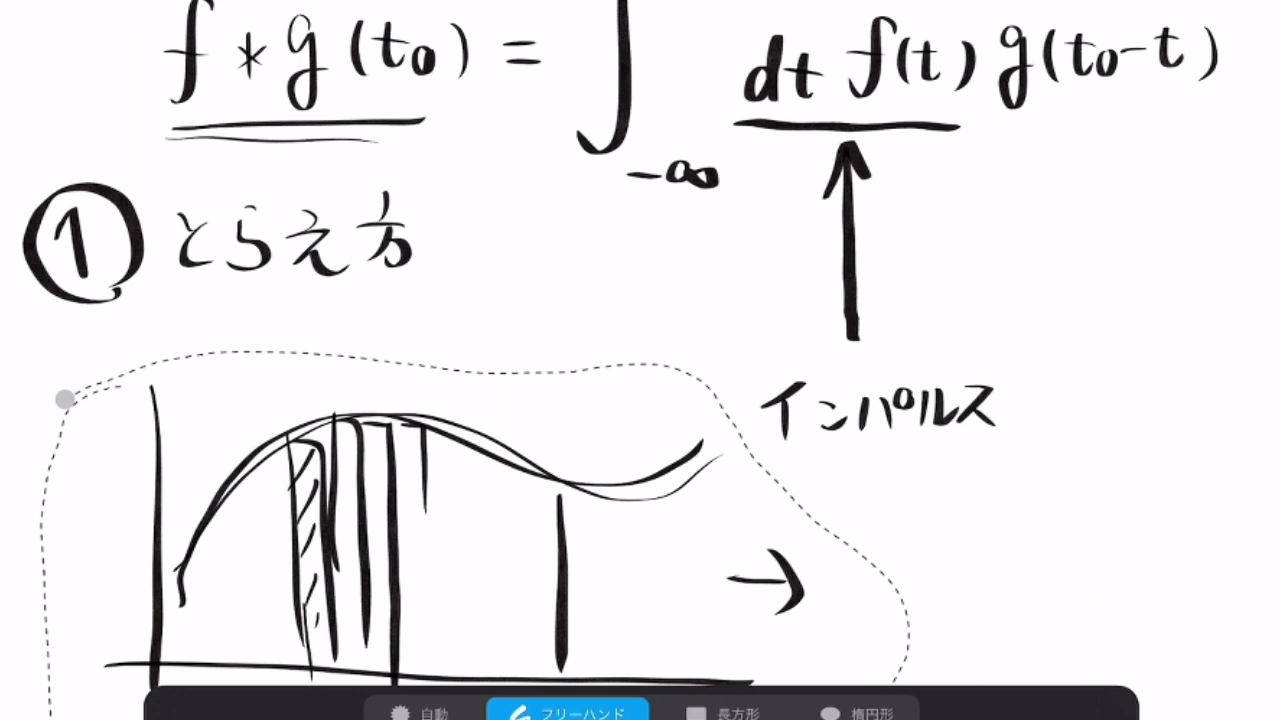 f * g (t₀) = ∫_{-∞} dt f(t) g(t₀-t)
① とらえ方
インパルス
自動 フリーハンド 長方形 楕円形